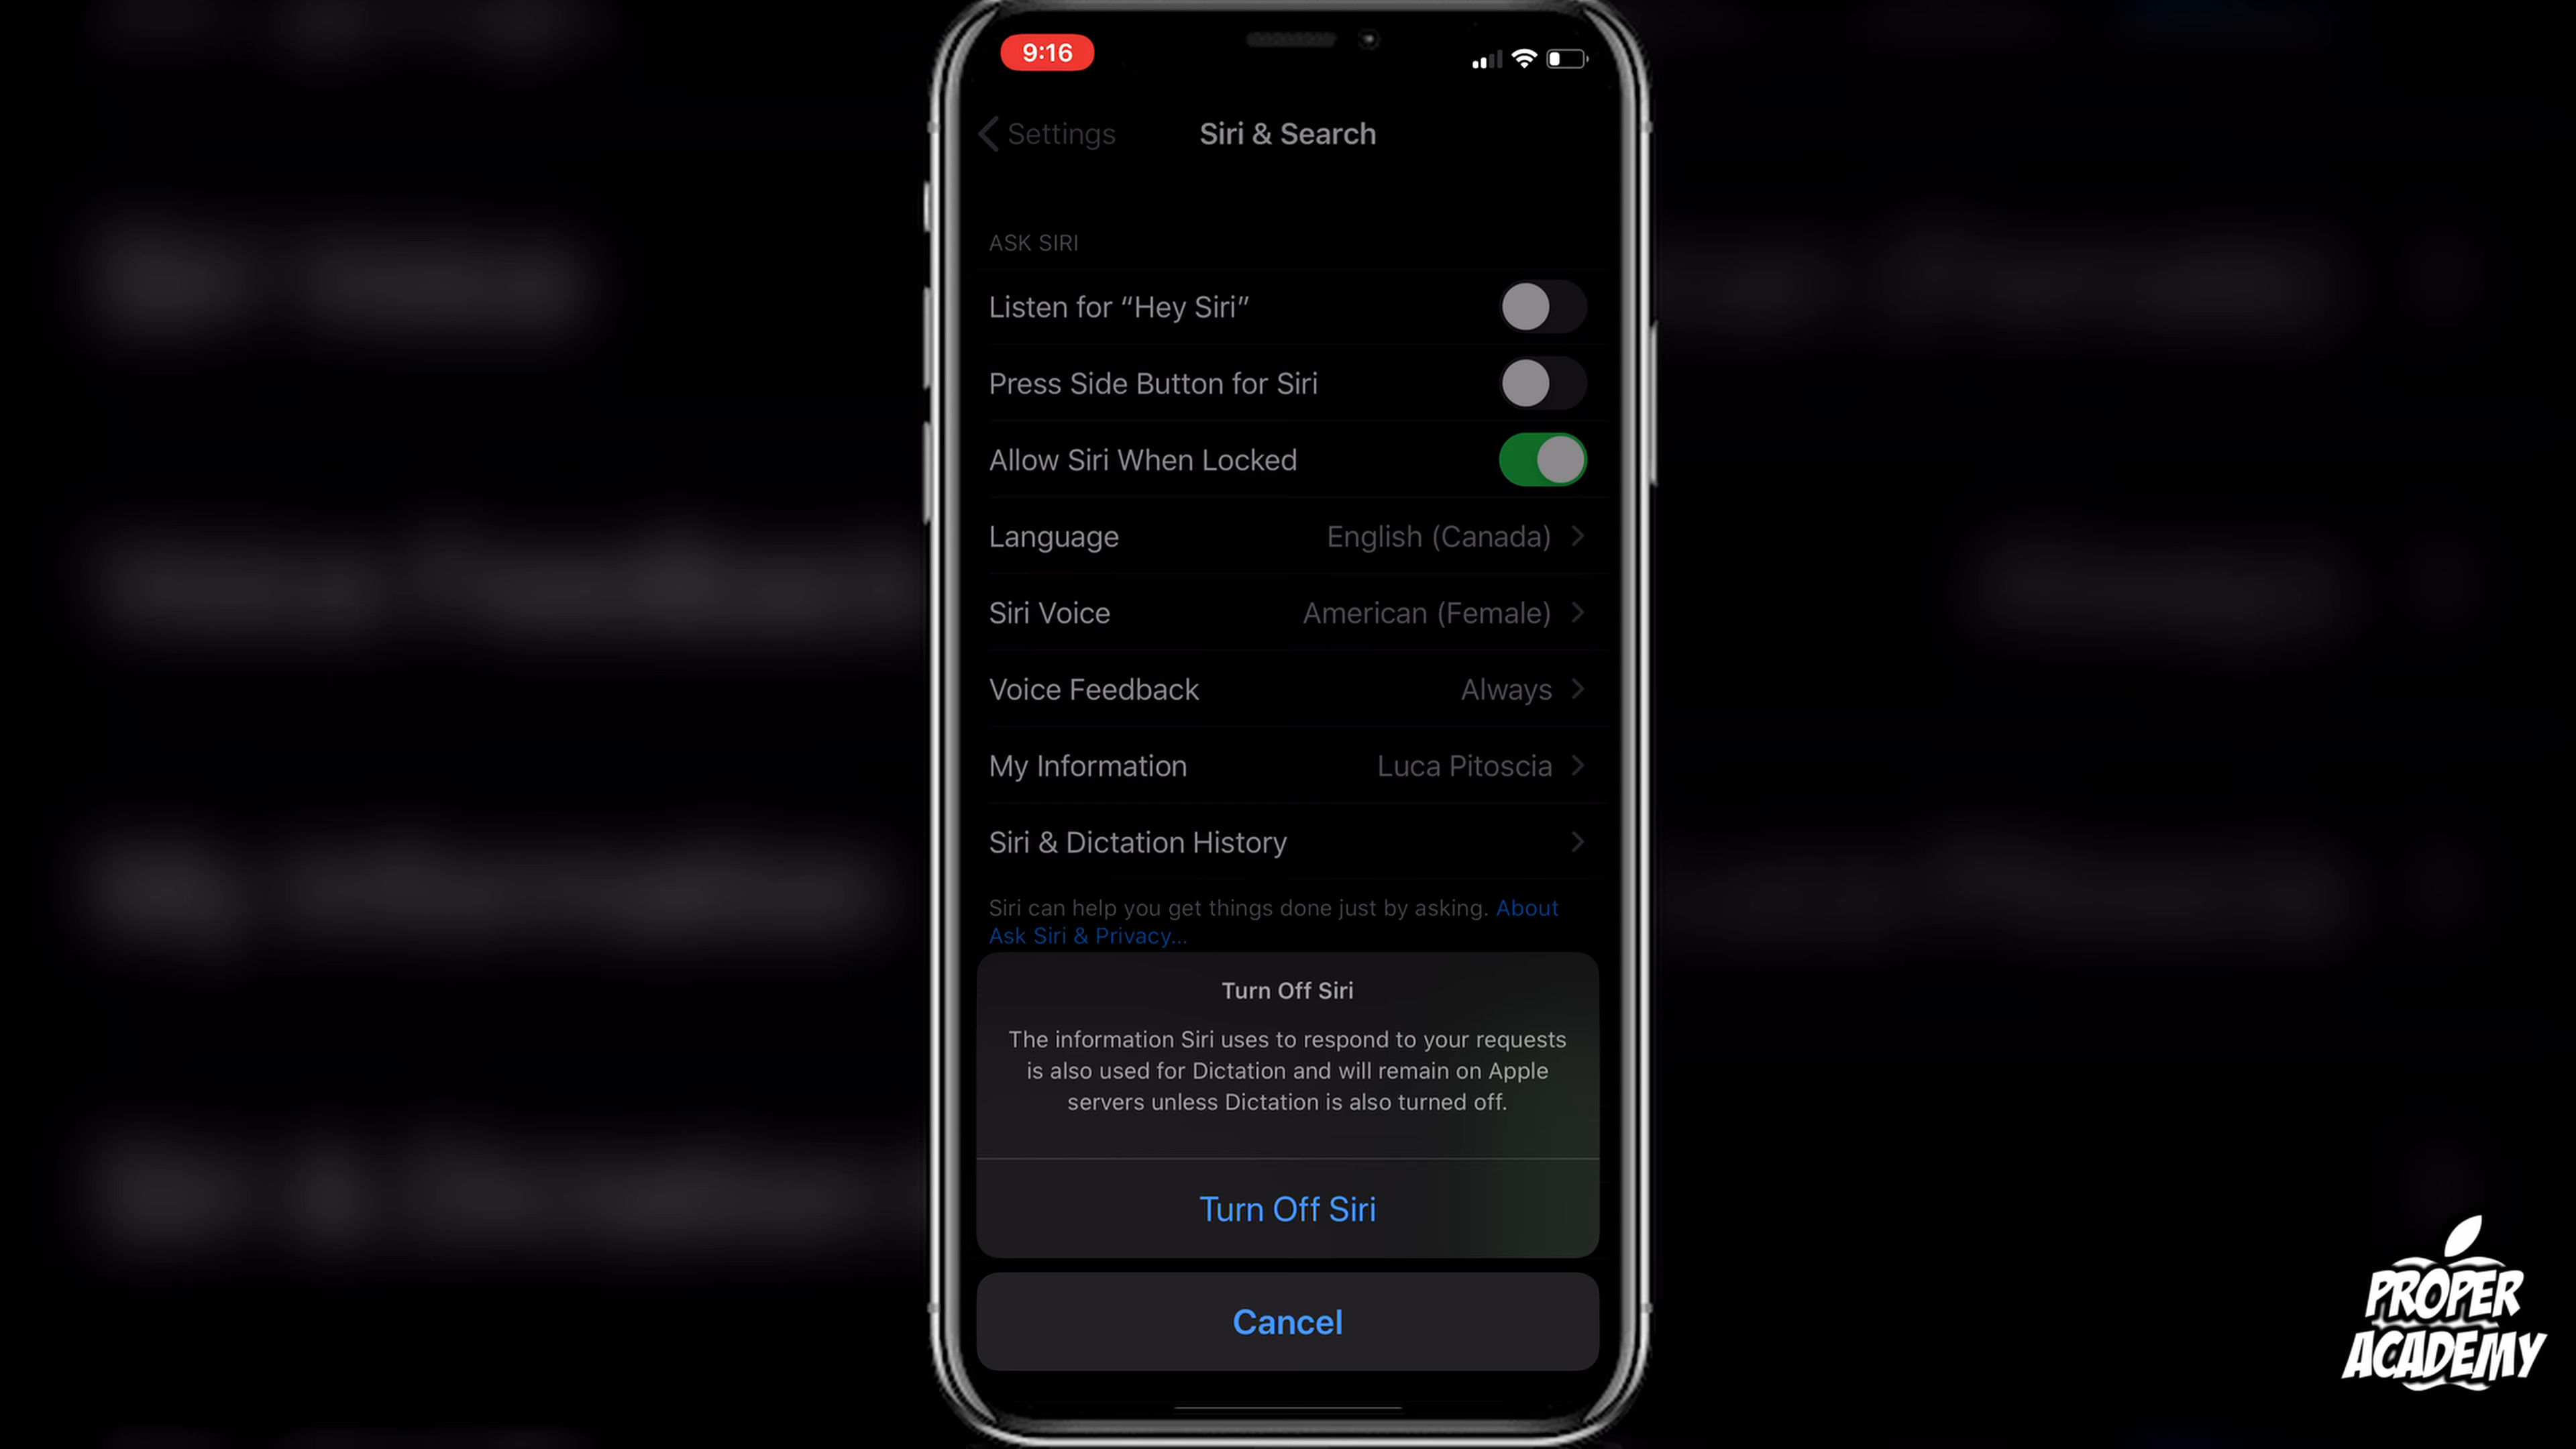 9:16
Settings
Siri & Search
ASK SIRI
Listen for “Hey Siri”
Press Side Button for Siri
Allow Siri When Locked
Language English (Canada)
Siri Voice American (Female)
Voice Feedback Always
My Information Luca Pitoscia
Siri & Dictation History
Siri can help you get things done just by asking. About
Ask Siri & Privacy...
Turn Off Siri
The information Siri uses to respond to your requests
is also used for Dictation and will remain on Apple
servers unless Dictation is also turned off.
Turn Off Siri
Cancel
PROPER
ACADEMY